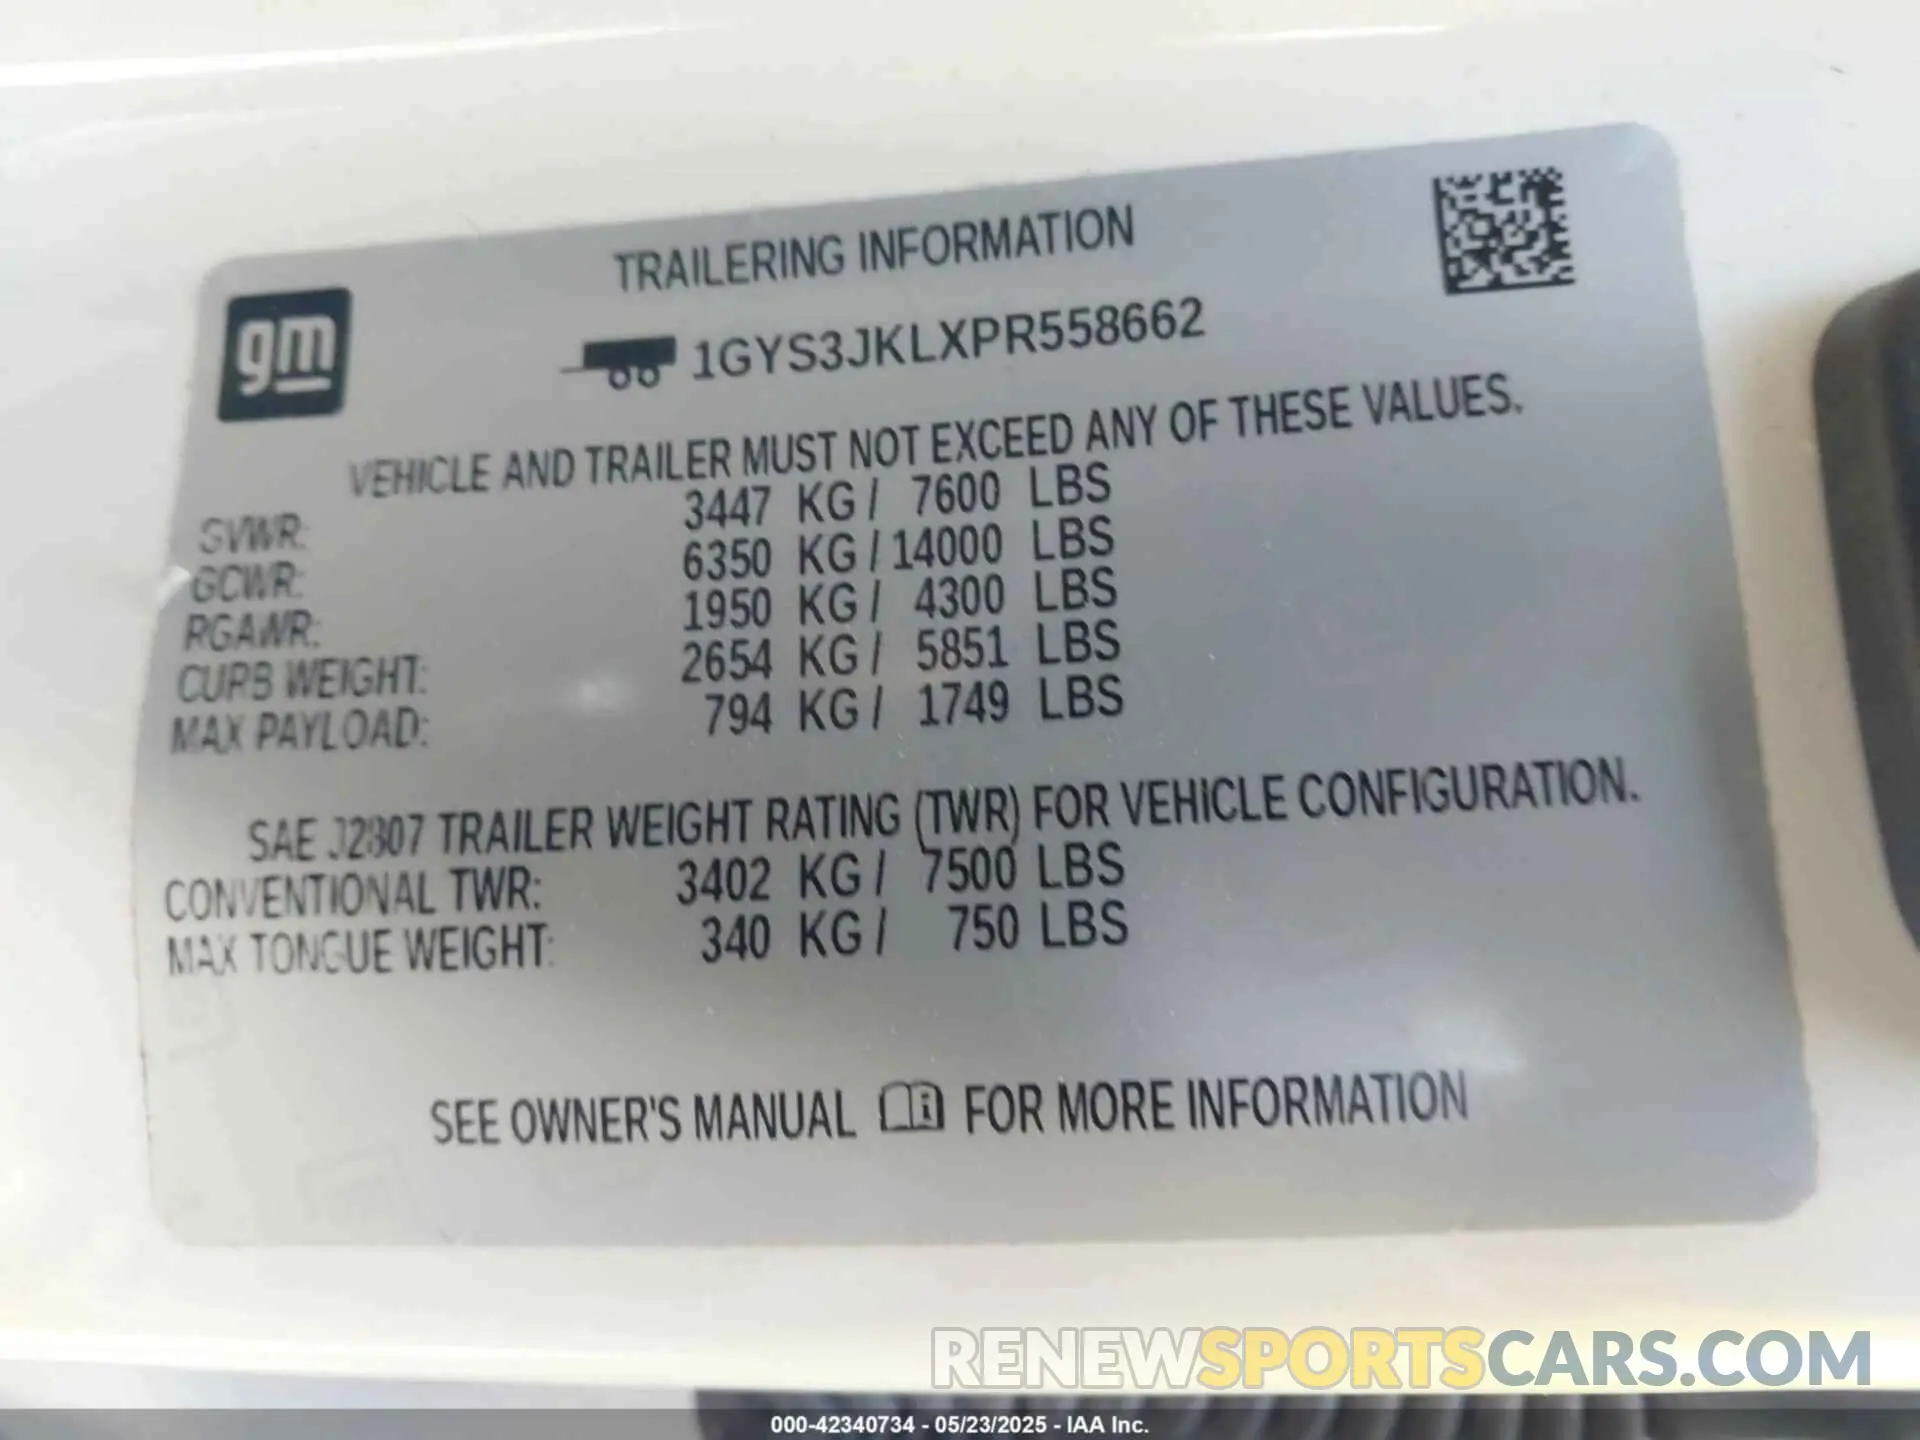 TRAILERING INFORMATION
gm
1GYS3JKLXPR558662
VEHICLE AND TRAILER MUST NOT EXCEED ANY OF THESE VALUES.
GVWR: 3447 KG / 7600 LBS
GCWR: 6350 KG / 14000 LBS
RGAWR: 1950 KG / 4300 LBS
CURB WEIGHT: 2654 KG / 5851 LBS
MAX PAYLOAD: 794 KG / 1749 LBS
SAE J2807 TRAILER WEIGHT RATING (TWR) FOR VEHICLE CONFIGURATION.
CONVENTIONAL TWR: 3402 KG / 7500 LBS
MAX TONGUE WEIGHT: 340 KG / 750 LBS
SEE OWNER'S MANUAL FOR MORE INFORMATION
RENEWSPORTSCARS.COM
000-42340734 - 05/23/2025 - IAA Inc.